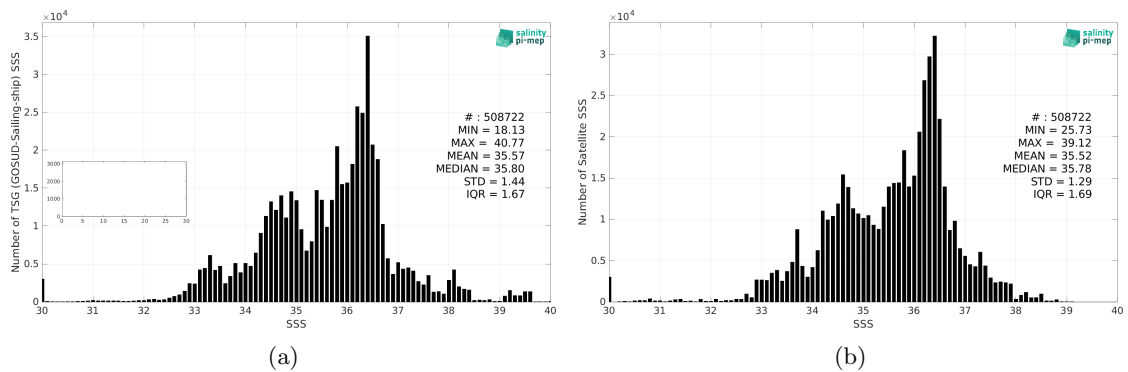 ×10⁴
3.5
3
2.5
2
1.5
1
0.5
0
30 31 32 33 34 35 36 37 38 39 40
SSS
Number of TSG (GOSUD-Sailing-ship) SSS
salinity
pi-mep
# : 508722
MIN = 18.13
MAX = 40.77
MEAN = 35.57
MEDIAN = 35.80
STD = 1.44
IQR = 1.67
3000
2000
1000
0
0 5 10 15 20 25 30
(a)
×10⁴
3
2.5
2
1.5
1
0.5
0
30 31 32 33 34 35 36 37 38 39 40
SSS
Number of Satellite SSS
salinity
pi-mep
# : 508722
MIN = 25.73
MAX = 39.12
MEAN = 35.52
MEDIAN = 35.78
STD = 1.29
IQR = 1.69
(b)